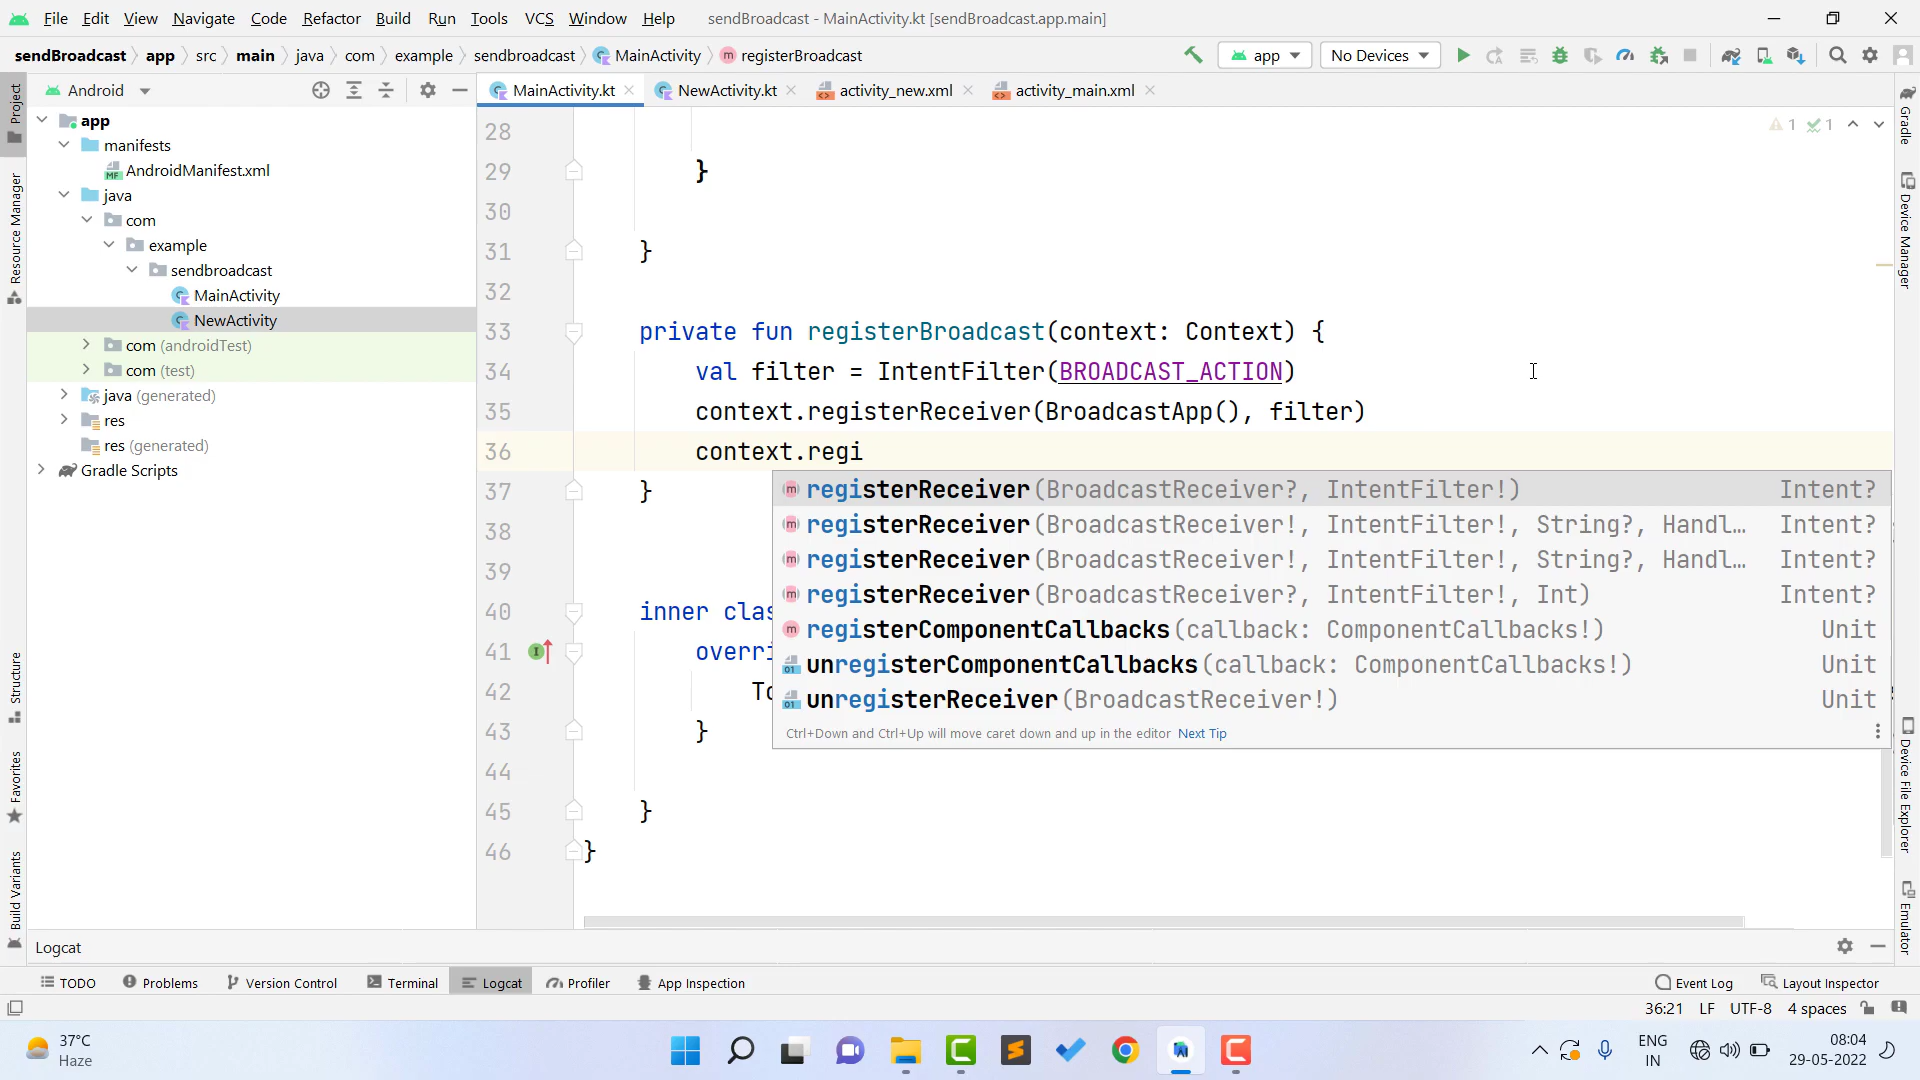 File Edit View Navigate Code Refactor Build Run Tools VCS Window Help sendBroadcast - MainActivity.kt [sendBroadcast.app.main]
sendBroadcast app src main java com example sendbroadcast MainActivity registerBroadcast app No Devices
Android
MainActivity.kt NewActivity.kt activity_new.xml activity_main.xml
Project
Resource Manager
Structure
Favorites
Build Variants
app
manifests
AndroidManifest.xml
java
com
example
sendbroadcast
MainActivity
NewActivity
com (androidTest)
com (test)
java (generated)
res
res (generated)
Gradle Scripts
1 1
28
29 }
30
31 }
32
33 private fun registerBroadcast(context: Context) {
34 val filter = IntentFilter(BROADCAST_ACTION)
35 context.registerReceiver(BroadcastApp(), filter)
36 context.regi
37 }
38
39
40 inner clas
41 overri
42 To
43 }
44
45 }
46 }
registerReceiver(BroadcastReceiver?, IntentFilter!) Intent?
registerReceiver(BroadcastReceiver!, IntentFilter!, String?, Handl… Intent?
registerReceiver(BroadcastReceiver!, IntentFilter!, String?, Handl… Intent?
registerReceiver(BroadcastReceiver?, IntentFilter!, Int) Intent?
registerComponentCallbacks(callback: ComponentCallbacks!) Unit
unregisterComponentCallbacks(callback: ComponentCallbacks!) Unit
unregisterReceiver(BroadcastReceiver!) Unit
Ctrl+Down and Ctrl+Up will move caret down and up in the editor Next Tip
Gradle
Device Manager
Device File Explorer
Emulator
Logcat
TODO Problems Version Control Terminal Logcat Profiler App Inspection Event Log Layout Inspector
36:21 LF UTF-8 4 spaces
37°C
Haze
ENG
IN
08:04
29-05-2022